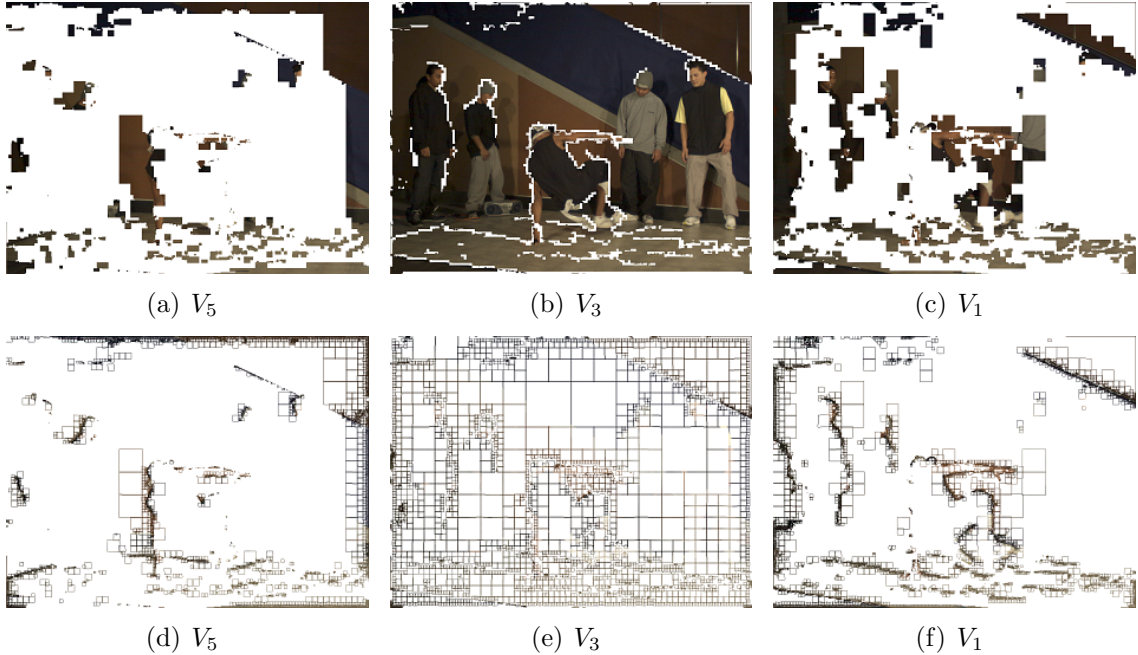 (a) V₅
(b) V₃
(c) V₁
(d) V₅
(e) V₃
(f) V₁